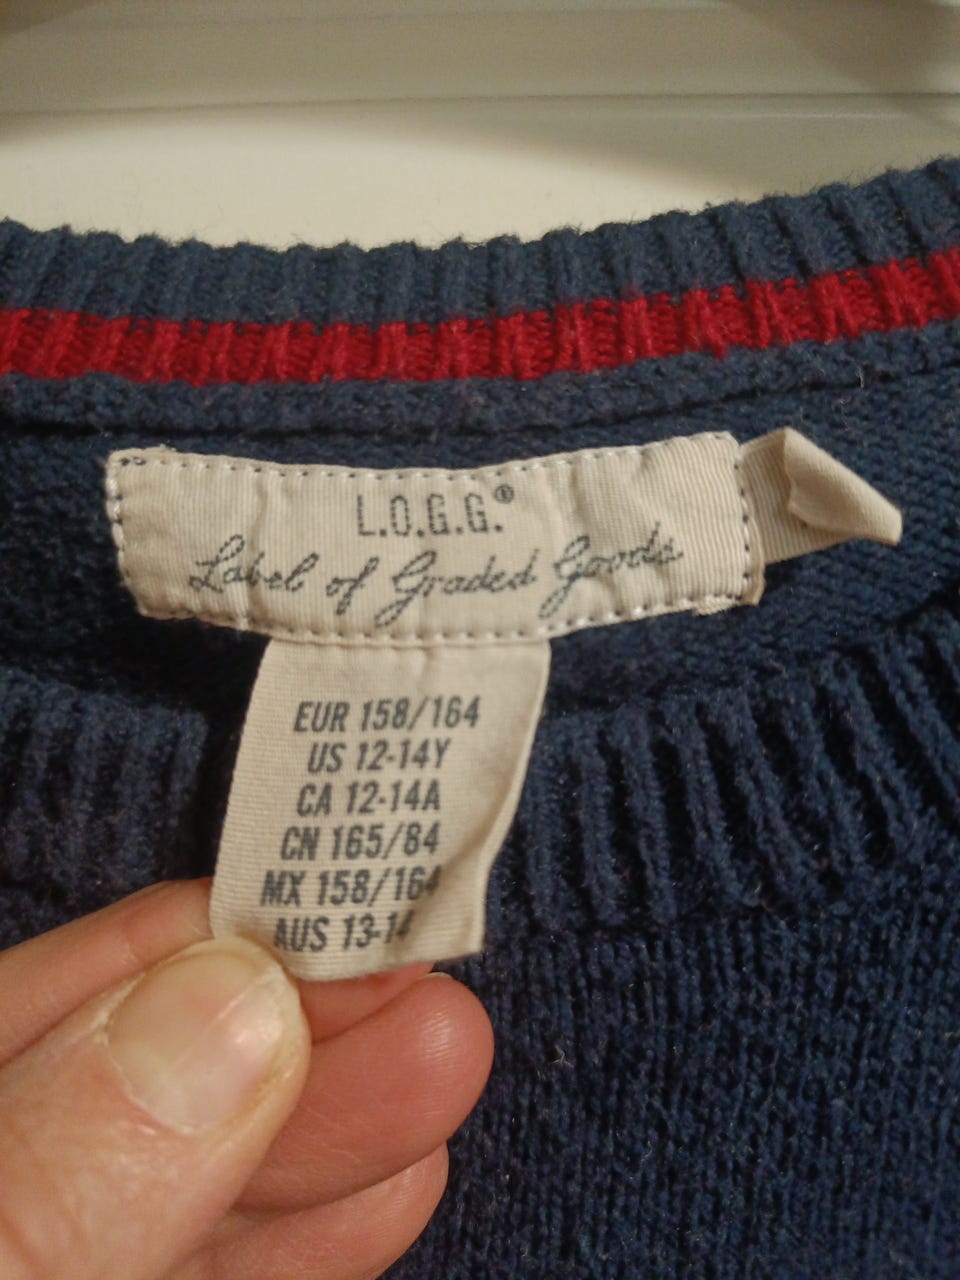 L.O.G.G.®
Label of Graded Goods
EUR 158/164
US 12-14Y
CA 12-14A
CN 165/84
MX 158/164
AUS 13-14